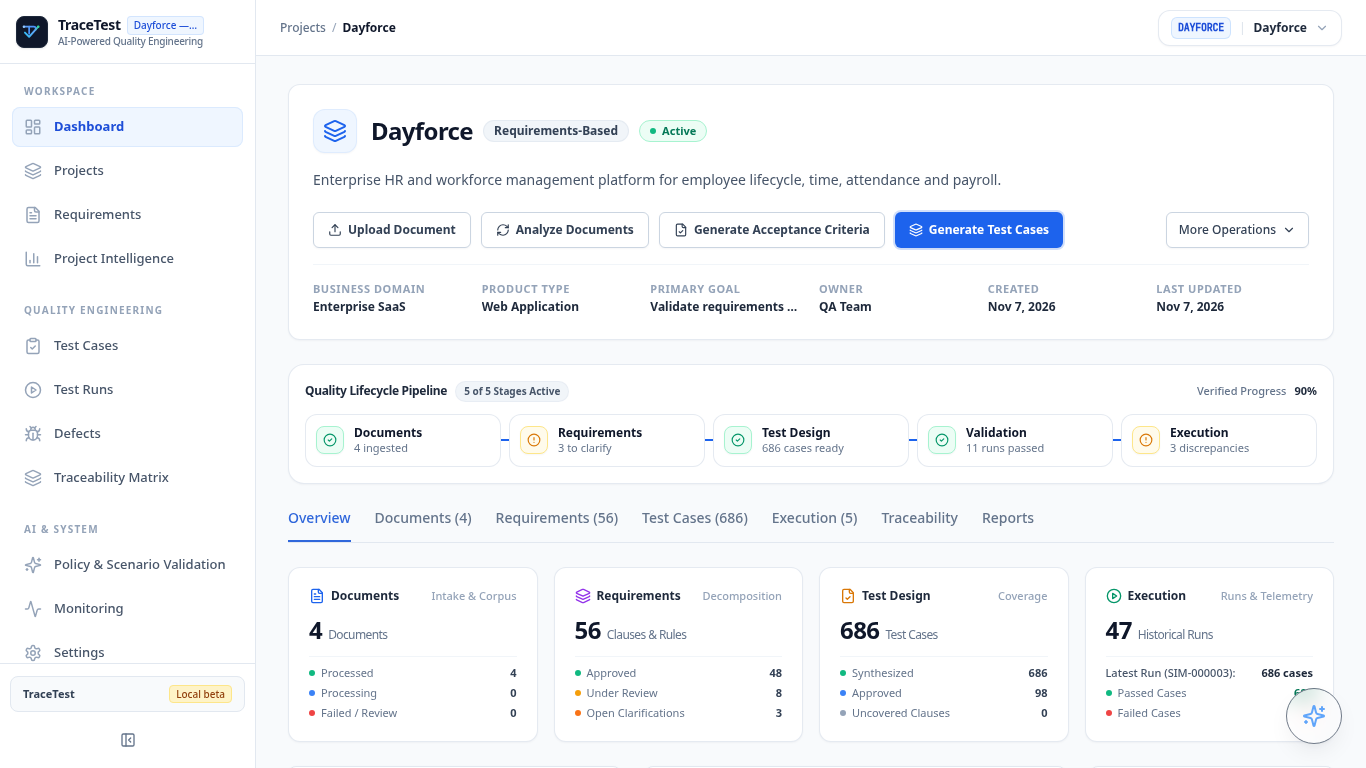 TraceTest
Dayforce —...
AI-Powered Quality Engineering
WORKSPACE
Dashboard
Projects
Requirements
Project Intelligence
QUALITY ENGINEERING
Test Cases
Test Runs
Defects
Traceability Matrix
AI & SYSTEM
Policy & Scenario Validation
Monitoring
Settings
TraceTest
Local beta
Projects / Dayforce
DAYFORCE
Dayforce
Dayforce
Requirements-Based
Active
Enterprise HR and workforce management platform for employee lifecycle, time, attendance and payroll.
Upload Document
Analyze Documents
Generate Acceptance Criteria
Generate Test Cases
More Operations
BUSINESS DOMAIN
Enterprise SaaS
PRODUCT TYPE
Web Application
PRIMARY GOAL
Validate requirements ...
OWNER
QA Team
CREATED
Nov 7, 2026
LAST UPDATED
Nov 7, 2026
Quality Lifecycle Pipeline
5 of 5 Stages Active
Verified Progress 90%
Documents
4 ingested
Requirements
3 to clarify
Test Design
686 cases ready
Validation
11 runs passed
Execution
3 discrepancies
Overview
Documents (4)
Requirements (56)
Test Cases (686)
Execution (5)
Traceability
Reports
Documents
Intake & Corpus
4 Documents
Processed 4
Processing 0
Failed / Review 0
Requirements
Decomposition
56 Clauses & Rules
Approved 48
Under Review 8
Open Clarifications 3
Test Design
Coverage
686 Test Cases
Synthesized 686
Approved 98
Uncovered Clauses 0
Execution
Runs & Telemetry
47 Historical Runs
Latest Run (SIM-000003): 686 cases
Passed Cases
Failed Cases